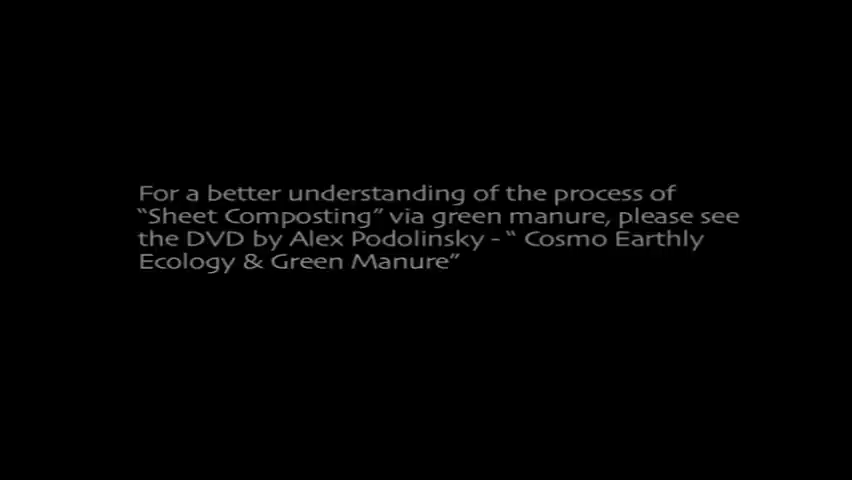 For a better understanding of the process of
“Sheet Composting” via green manure, please see
the DVD by Alex Podolinsky - “ Cosmo Earthly
Ecology & Green Manure”